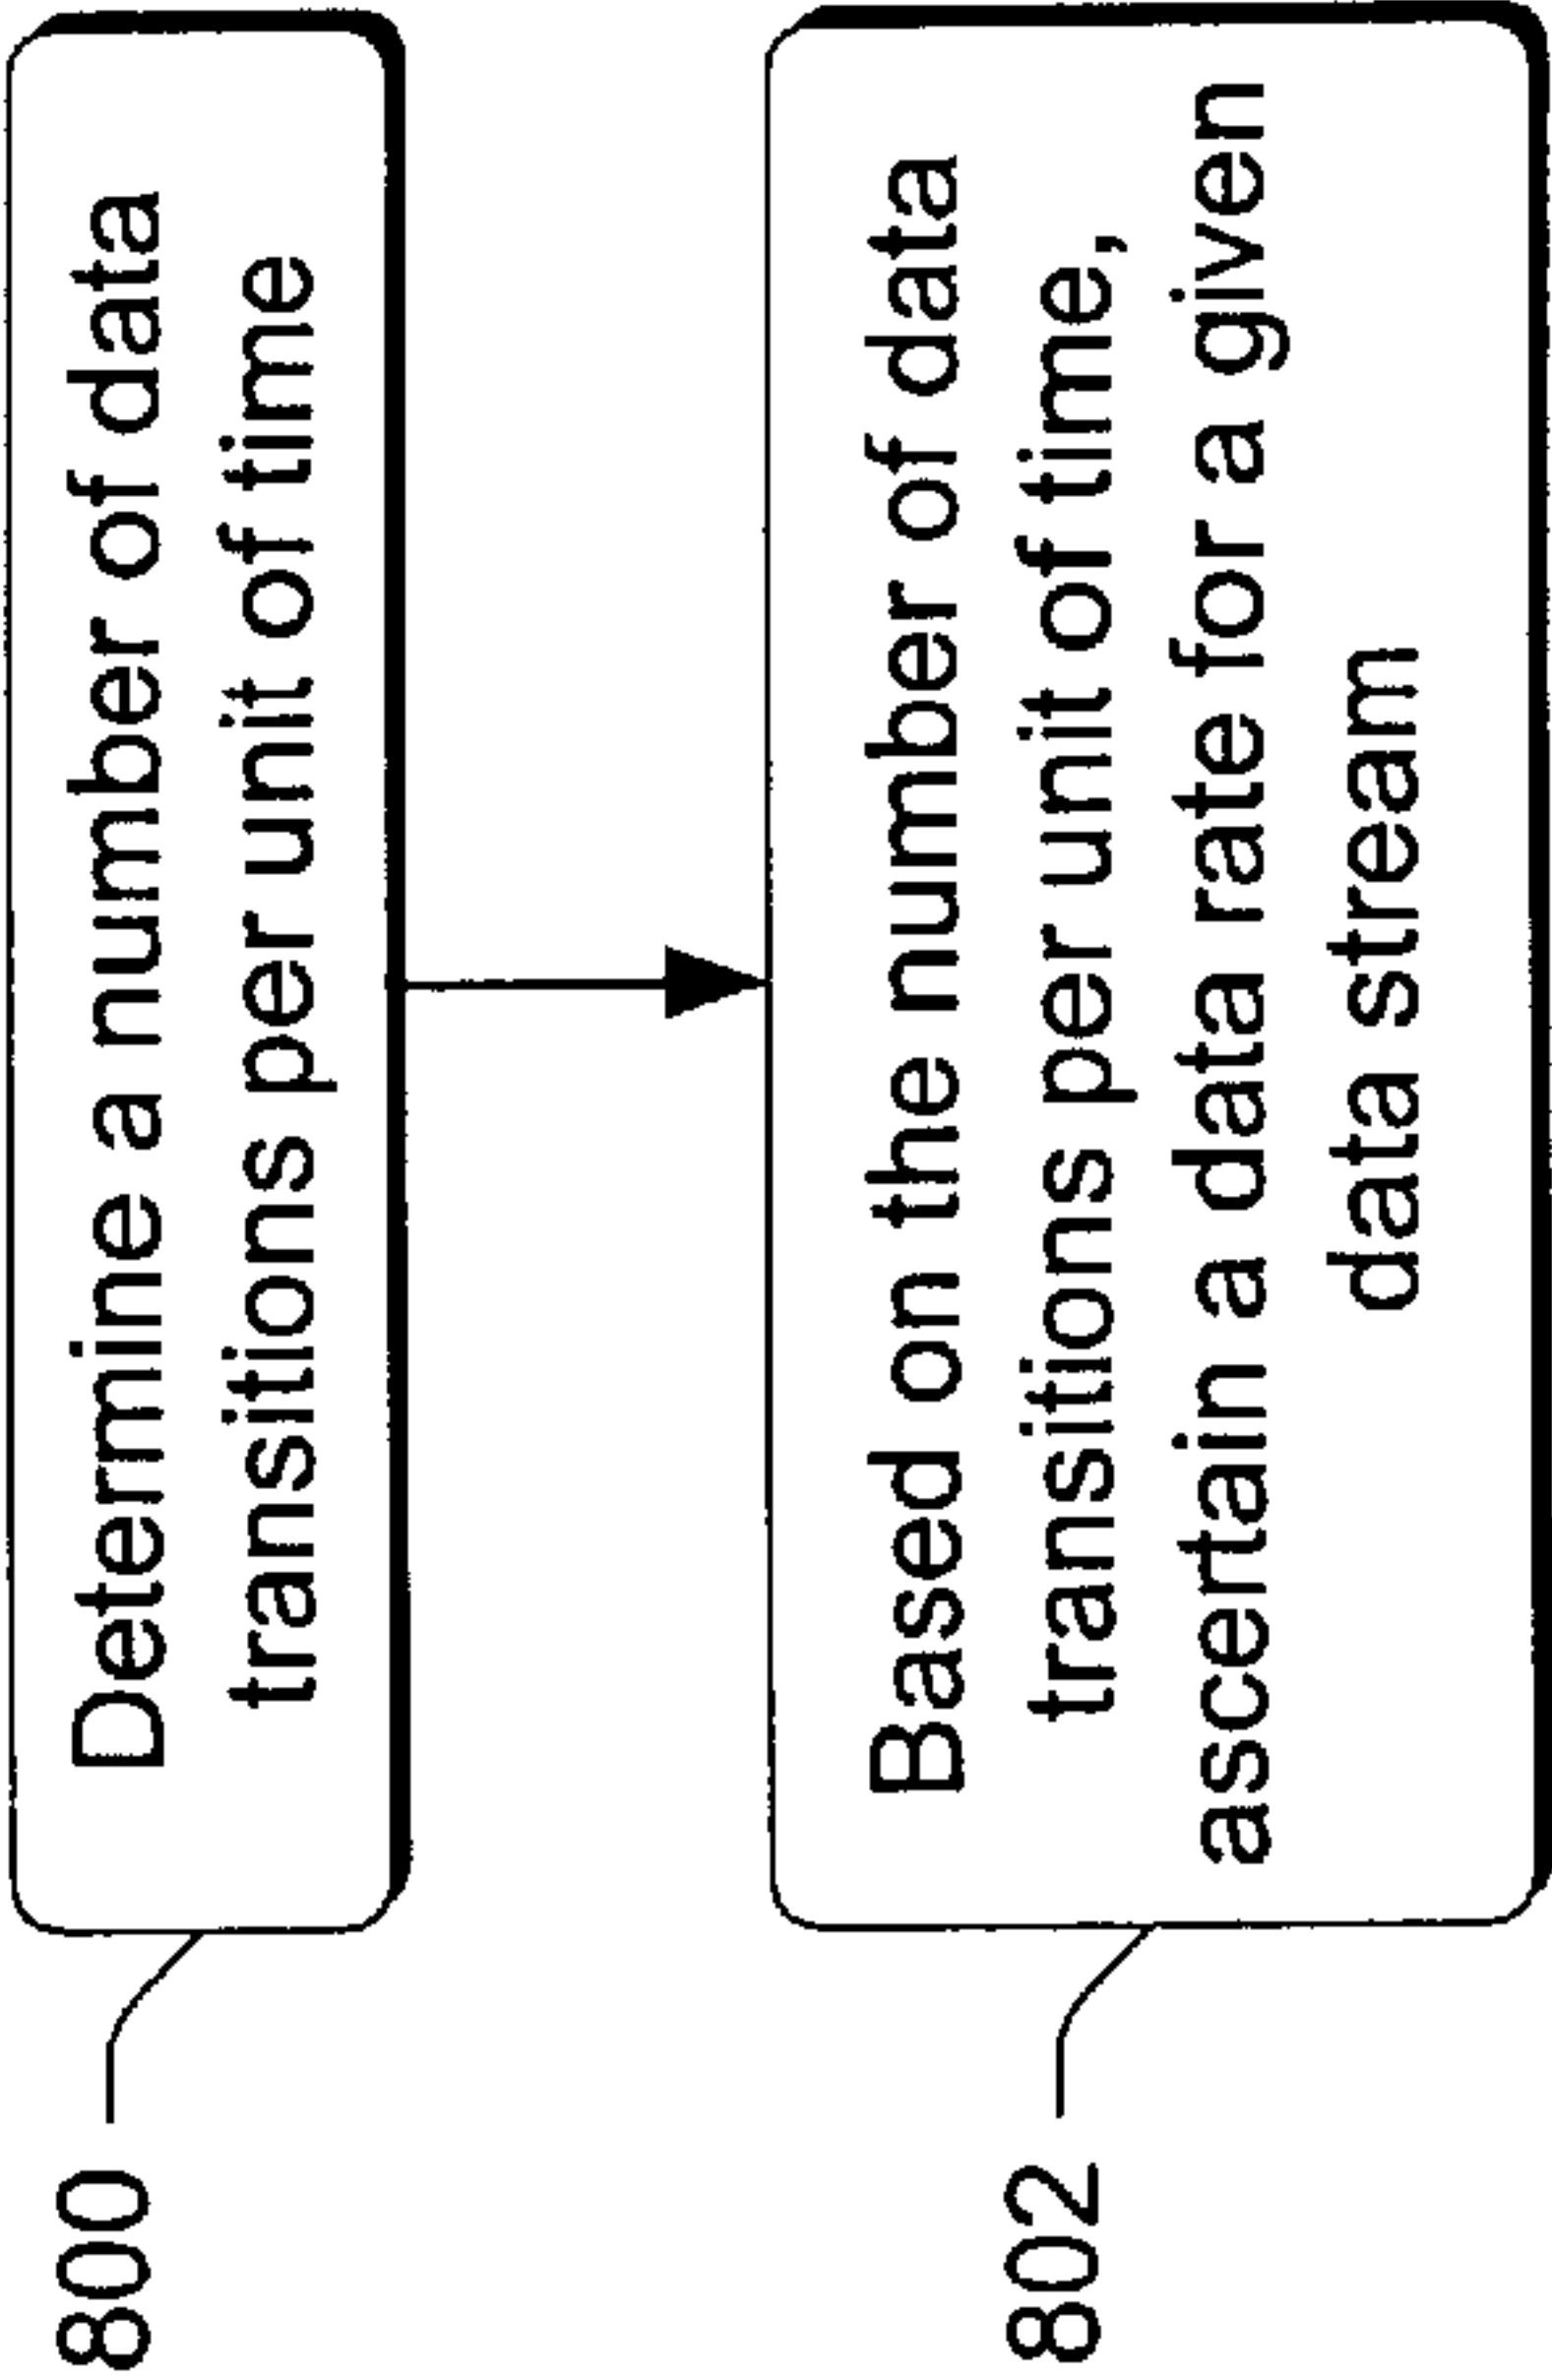 800
Determine a number of data
transitions per unit of time
802
Based on the number of data
transitions per unit of time,
ascertain a data rate for a given
data stream